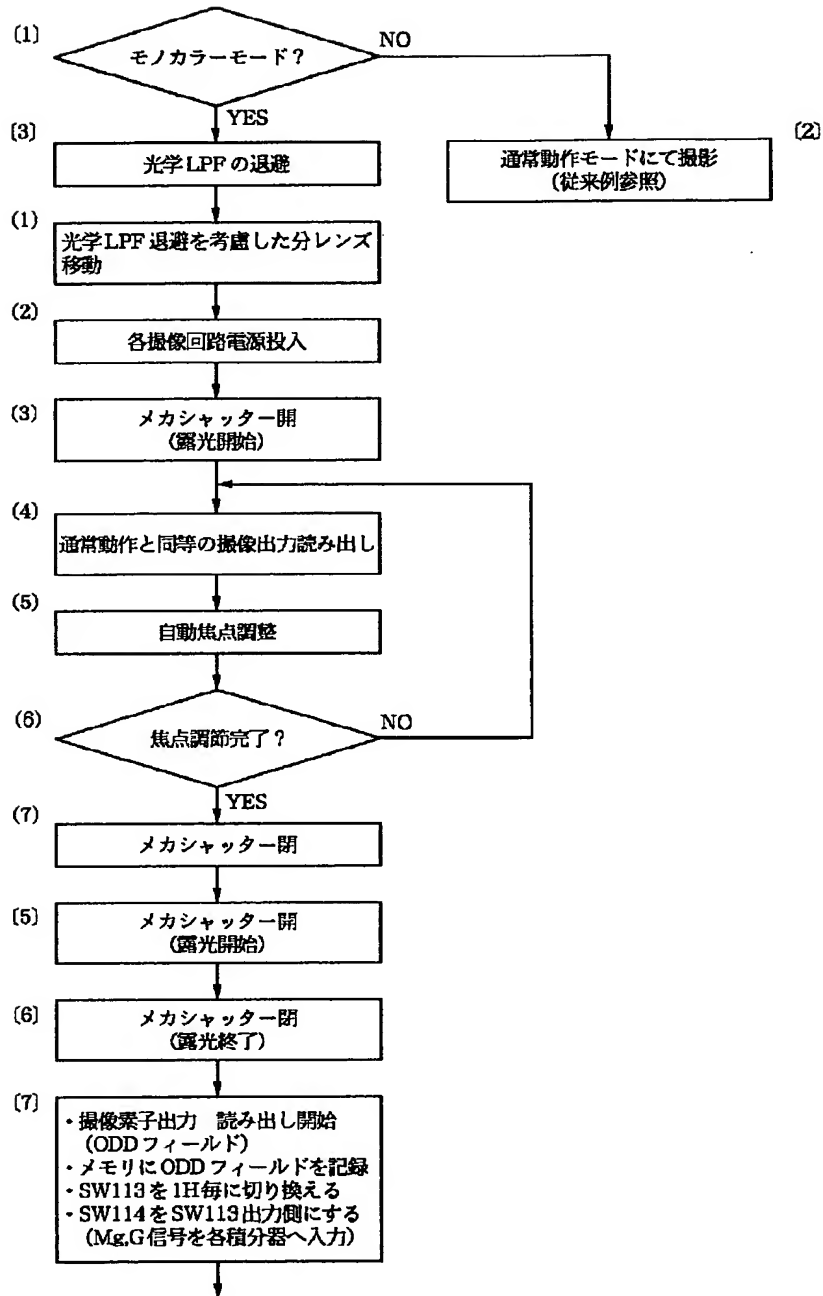 (1)
モノカラーモード？
NO
YES
[3]
光学LPFの退避
[2]
通常動作モードにて撮影
(従来例参照)
(1)
光学LPF退避を考慮した分レンズ
移動
(2)
各撮像回路電源投入
(3)
メカシャッター開
(露光開始)
(4)
通常動作と同等の撮像出力読み出し
(5)
自動焦点調整
(6)
焦点調節完了？
NO
YES
(7)
メカシャッター閉
[5]
メカシャッター開
(露光開始)
[6]
メカシャッター閉
(露光終了)
[7]
・撮像素子出力　読み出し開始
(ODDフィールド)
・メモリにODDフィールドを記録
・SW113を1H毎に切り換える
・SW114をSW113出力側にする
(Mg,G信号を各積分器へ入力)